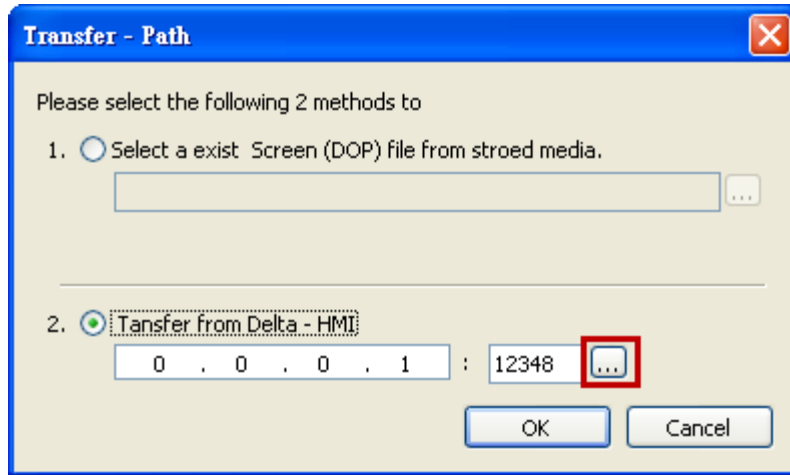 Transfer - Path
Please select the following 2 methods to
1. Select a exist Screen (DOP) file from stroed media.
...
2. Tansfer from Delta - HMI
0 . 0 . 0 . 1 : 12348 ...
OK Cancel